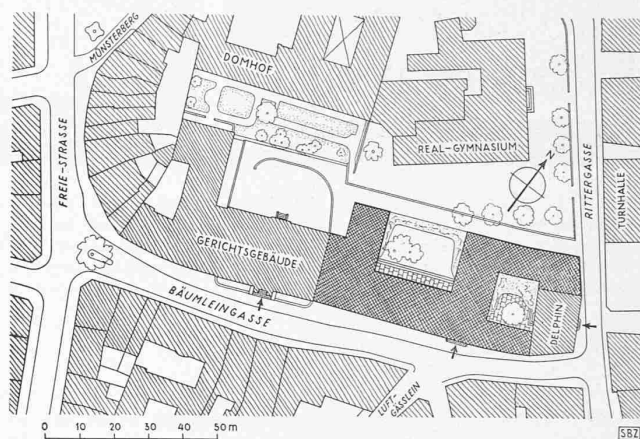 MÜNSTERBERG
DOMHOF
REAL-GYMNASIUM
N
FREIE-STRASSE
RITTERGASSE
TURNHALLE
GERICHTSGEBÄUDE
BÄUMLEINGASSE
DELPHIN
LUFT-
GÄSSLEIN
0 10 20 30 40 50 m
SBZ